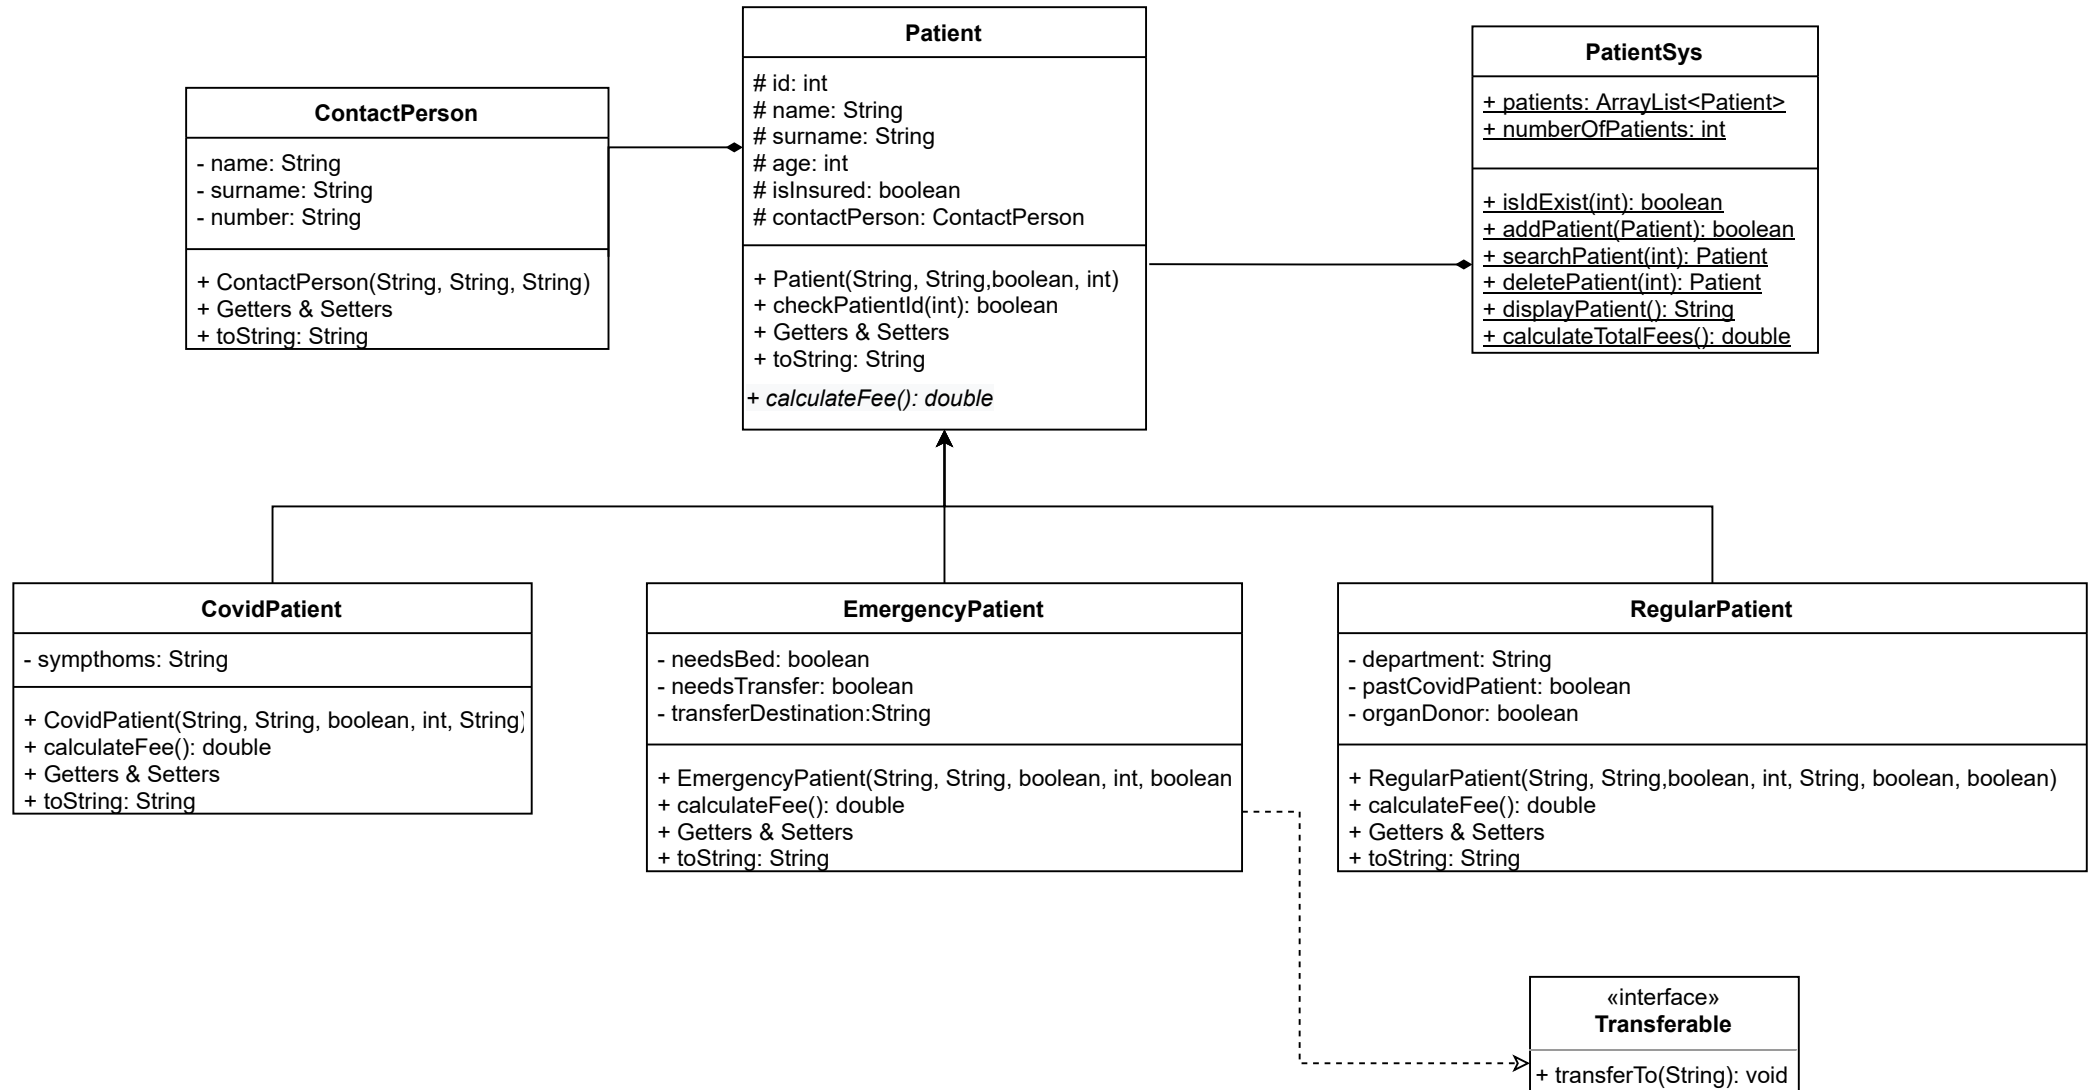 Patient
# id: int
# name: String
# surname: String
# age: int
# isInsured: boolean
# contactPerson: ContactPerson
+ Patient(String, String,boolean, int)
+ checkPatientId(int): boolean
+ Getters & Setters
+ toString: String
+ calculateFee(): double
PatientSys
+ patients: ArrayList<Patient>
+ numberOfPatients: int
+ isIdExist(int): boolean
+ addPatient(Patient): boolean
+ searchPatient(int): Patient
+ deletePatient(int): Patient
+ displayPatient(): String
+ calculateTotalFees(): double
ContactPerson
- name: String
- surname: String
- number: String
+ ContactPerson(String, String, String)
+ Getters & Setters
+ toString: String
CovidPatient
- sympthoms: String
+ CovidPatient(String, String, boolean, int, String)
+ calculateFee(): double
+ Getters & Setters
+ toString: String
EmergencyPatient
- needsBed: boolean
- needsTransfer: boolean
- transferDestination:String
+ EmergencyPatient(String, String, boolean, int, boolean
+ calculateFee(): double
+ Getters & Setters
+ toString: String
RegularPatient
- department: String
- pastCovidPatient: boolean
- organDonor: boolean
+ RegularPatient(String, String,boolean, int, String, boolean, boolean)
+ calculateFee(): double
+ Getters & Setters
+ toString: String
«interface»
Transferable
+ transferTo(String): void